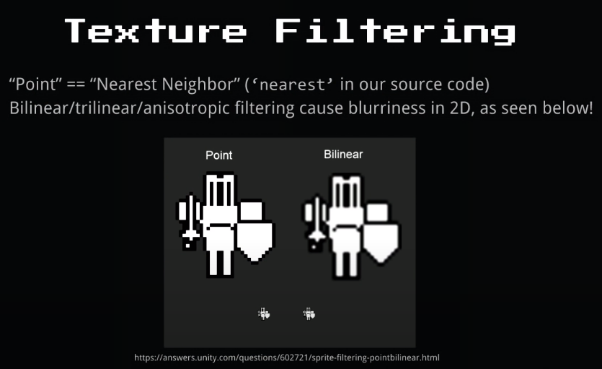 Texture Filtering
“Point” == “Nearest Neighbor” (‘nearest’ in our source code)
Bilinear/trilinear/anisotropic filtering cause blurriness in 2D, as seen below!
Point
Bilinear
https://answers.unity.com/questions/602721/sprite-filtering-pointbilinear.html